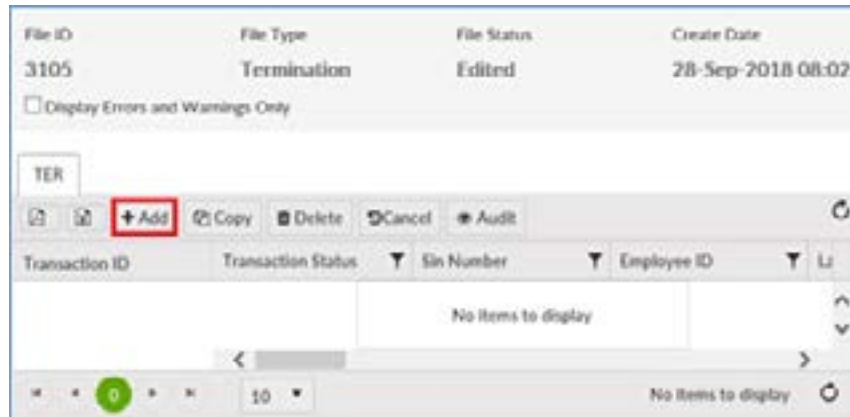 File ID File Type File Status Create Date
3105 Termination Edited 28-Sep-2018 08:02
Display Errors and Warnings Only
TER
+Add Copy Delete Cancel Audit
Transaction ID Transaction Status Sin Number Employee ID La
No items to display
0 10 No items to display